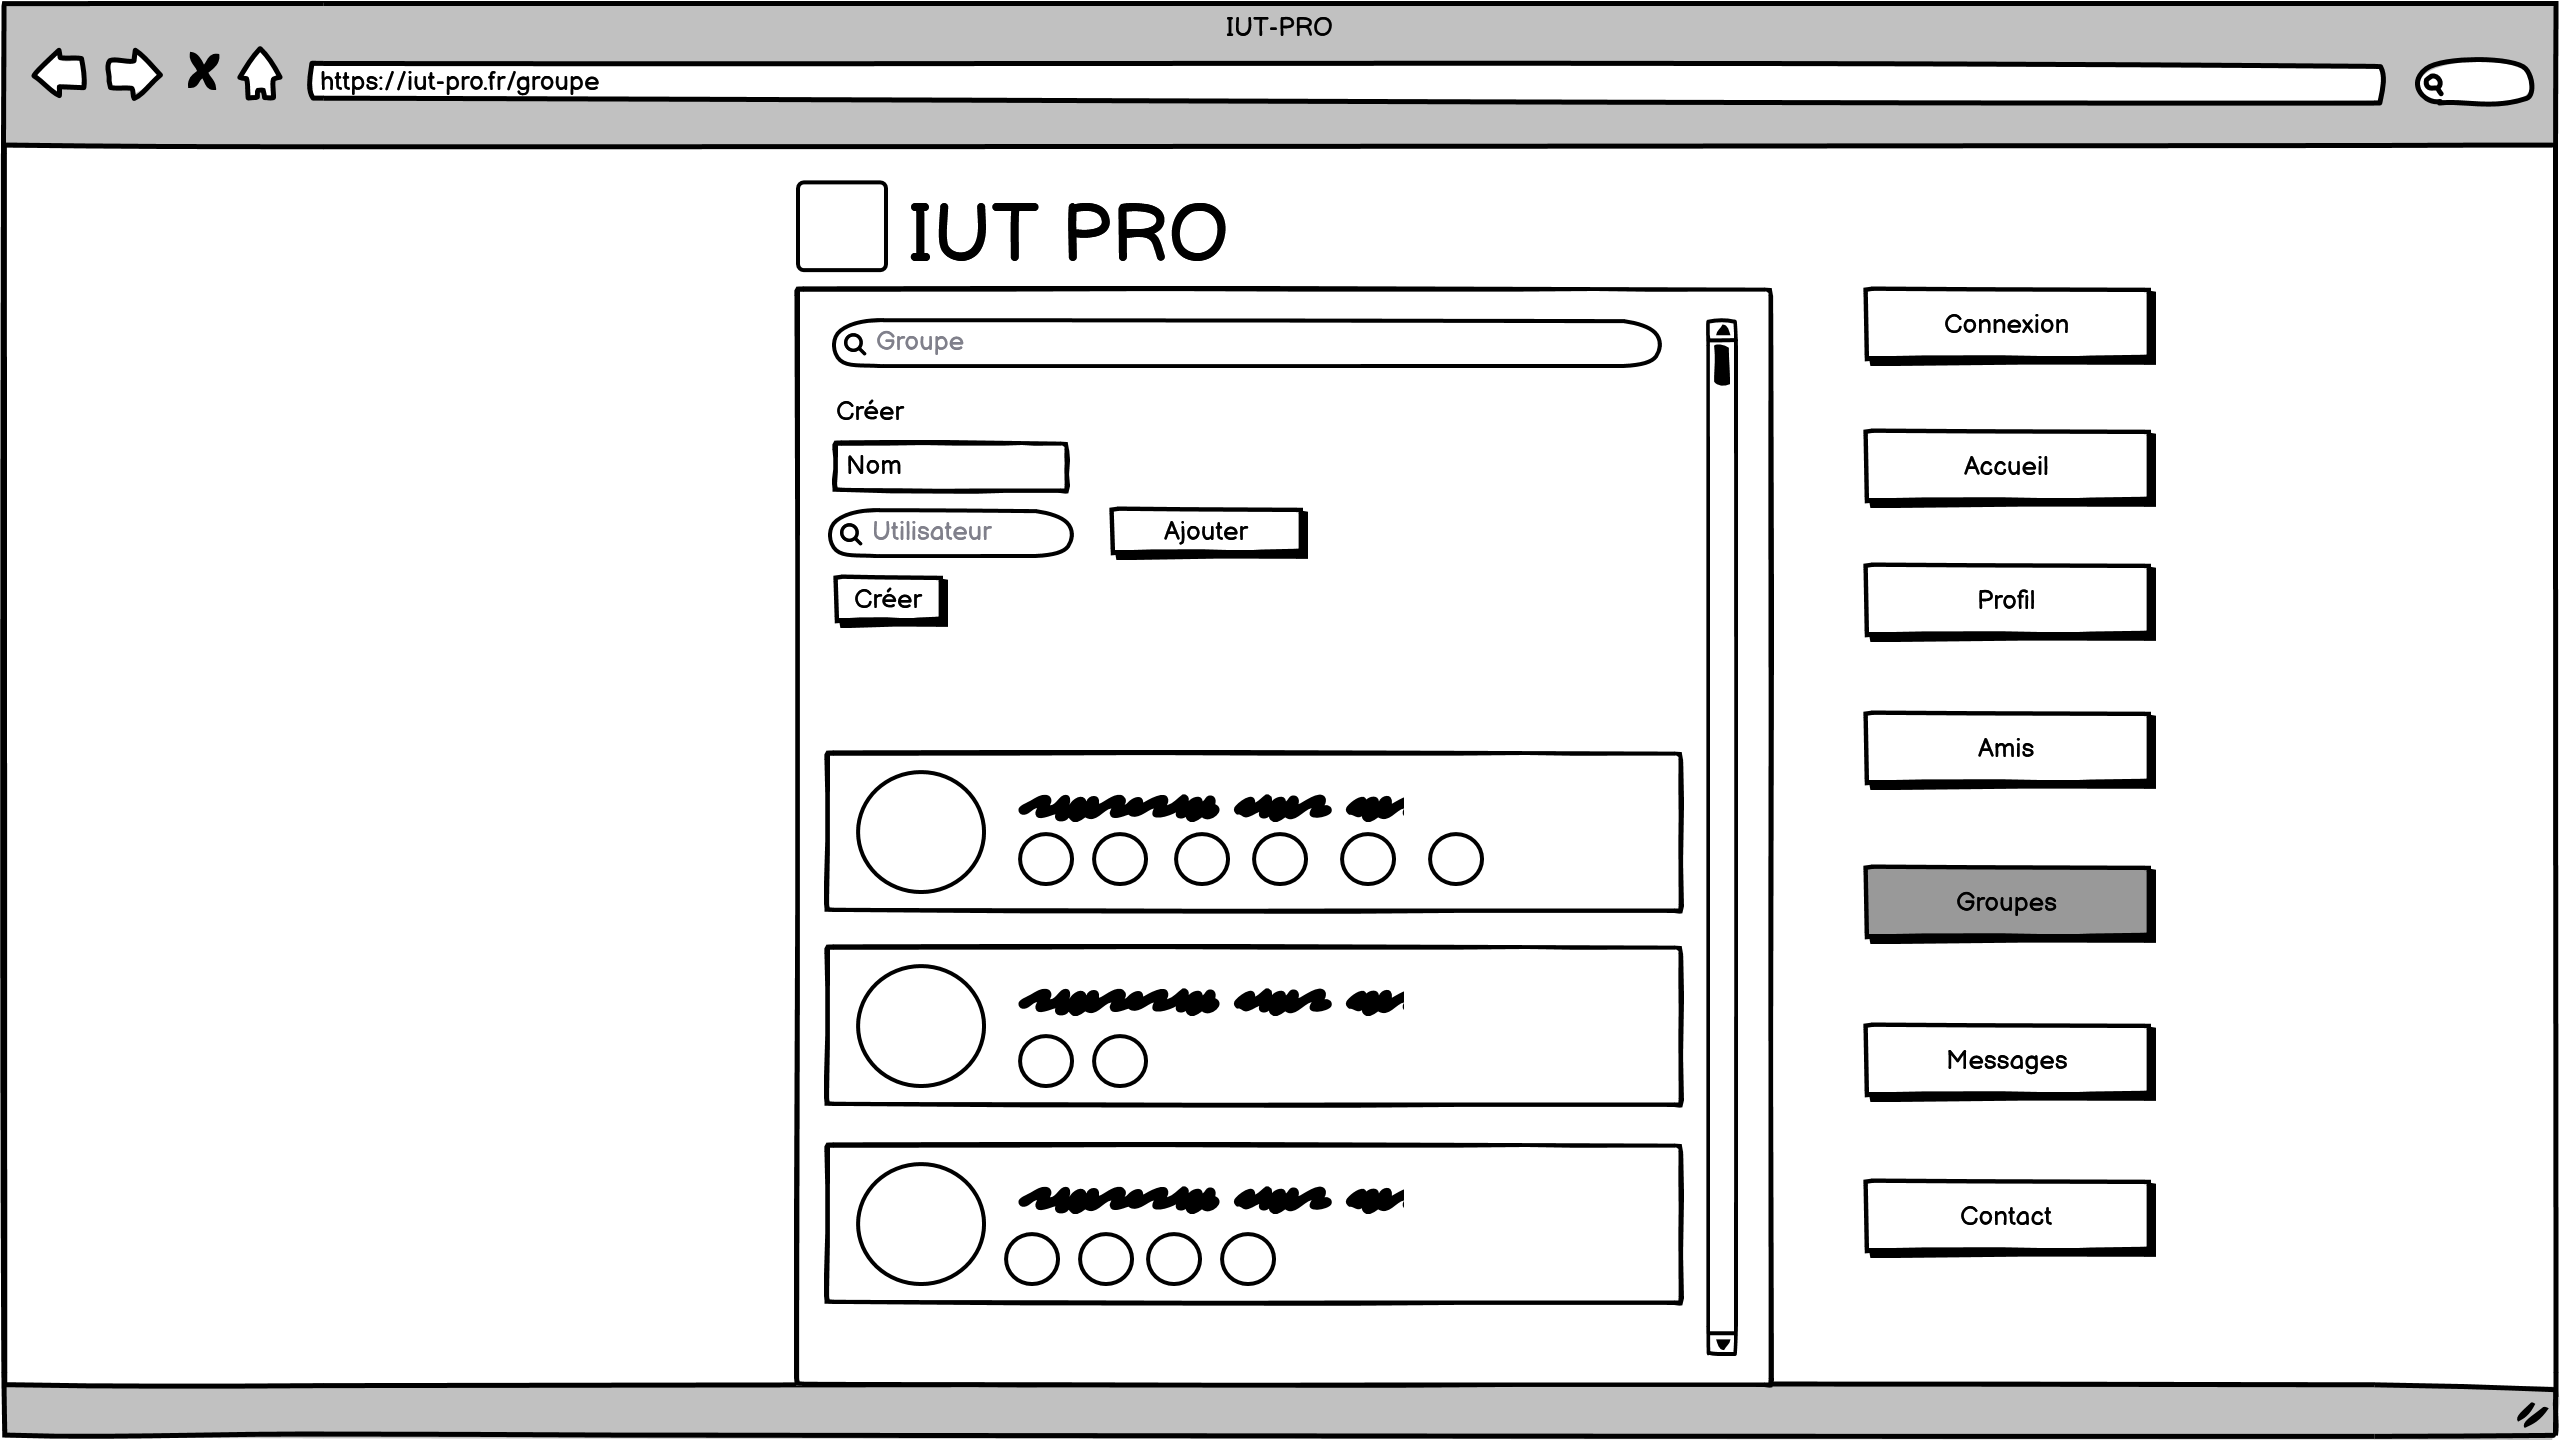 IUT-PRO
https://iut-pro.fr/groupe
IUT PRO
Groupe
Créer
Nom
Utilisateur
Ajouter
Créer
Connexion
Accueil
Profil
Amis
Groupes
Messages
Contact